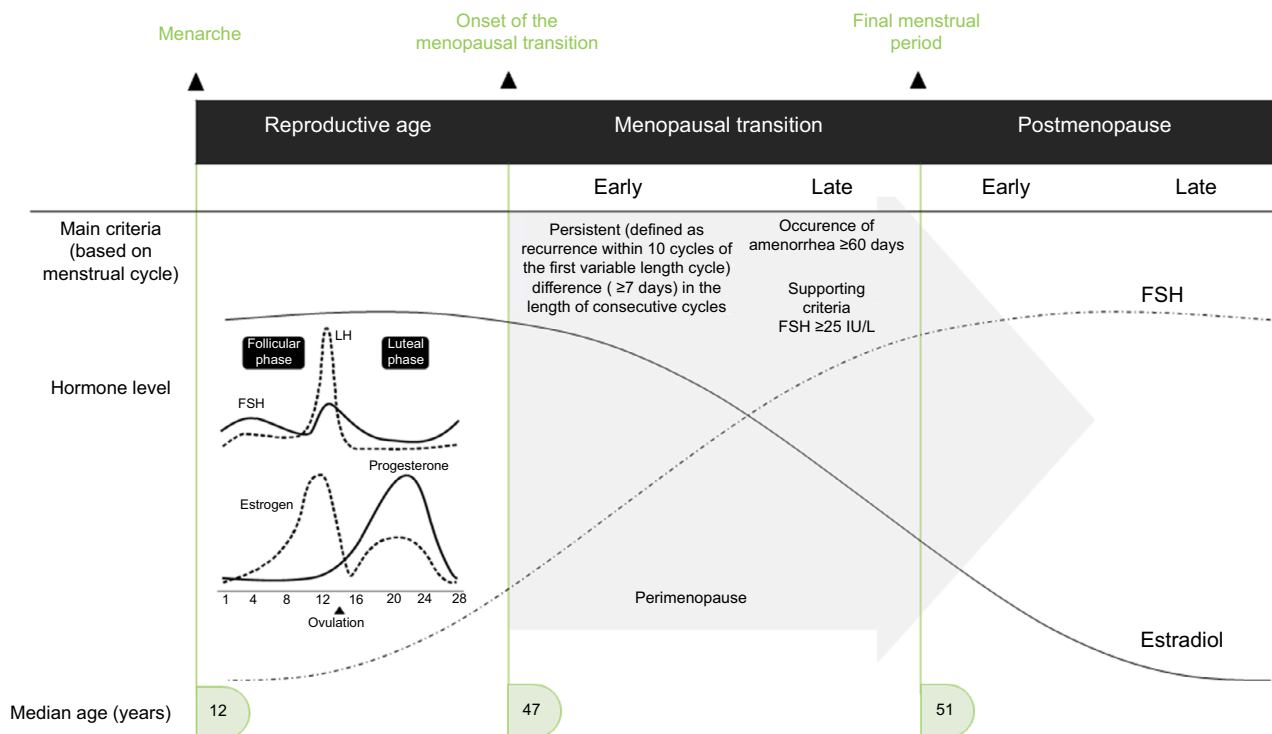 Menarche
Onset of the
menopausal transition
Final menstrual
period
Reproductive age
Menopausal transition
Postmenopause
Early
Late
Early
Late
Main criteria
(based on
menstrual cycle)
Persistent (defined as
recurrence within 10 cycles of
the first variable length cycle)
difference ( ≥7 days) in the
length of consecutive cycles
Occurence of
amenorrhea ≥60 days
Supporting
criteria
FSH ≥25 IU/L
FSH
Hormone level
Follicular
phase
LH
Luteal
phase
FSH
Progesterone
Estrogen
1 4 8 12 16 20 24 28
Ovulation
Perimenopause
Estradiol
Median age (years)
12
47
51